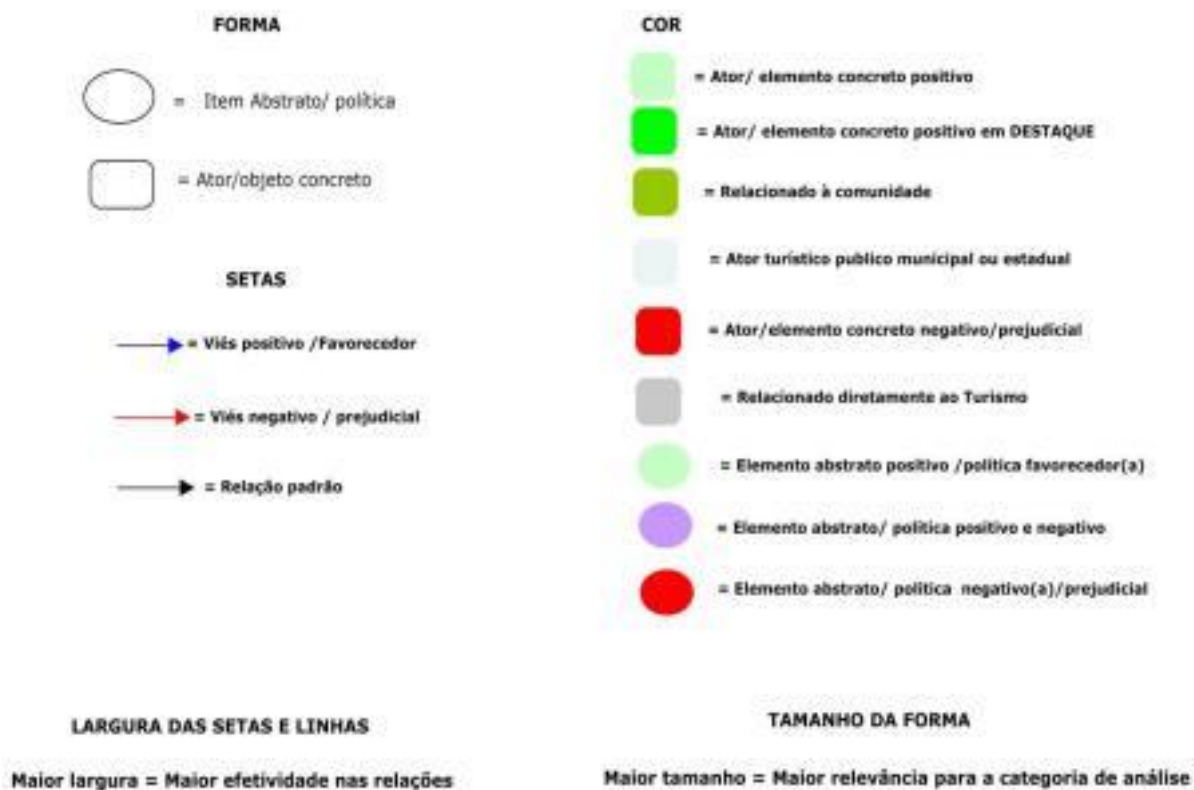 FORMA
= Item Abstrato/ política
= Ator/objeto concreto
SETAS
= Viés positivo /Favorecedor
= Viés negativo / prejudicial
= Relação padrão
LARGURA DAS SETAS E LINHAS
Maior largura = Maior efetividade nas relações
COR
= Ator/ elemento concreto positivo
= Ator/ elemento concreto positivo em DESTAQUE
= Relacionado à comunidade
= Ator turístico publico municipal ou estadual
= Ator/elemento concreto negativo/prejudicial
= Relacionado diretamente ao Turismo
= Elemento abstrato positivo /política favorecedor(a)
= Elemento abstrato/ política positivo e negativo
= Elemento abstrato/ política negativo(a)/prejudicial
TAMANHO DA FORMA
Maior tamanho = Maior relevância para a categoria de análise